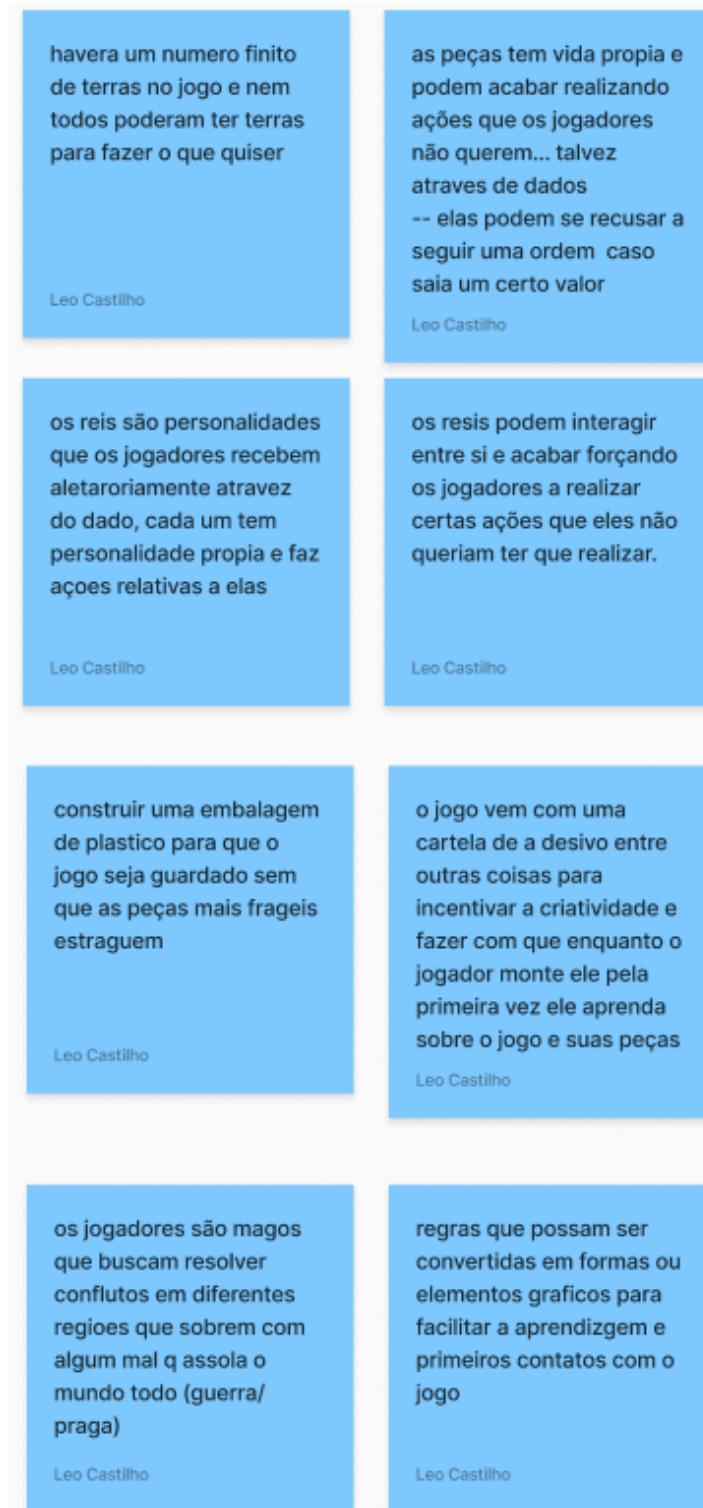 havera um numero finito
de terras no jogo e nem
todos poderam ter terras
para fazer o que quiser
Leo Castilho
as peças tem vida propia e
podem acabar realizando
ações que os jogadores
não querem... talvez
atraves de dados
-- elas podem se recusar a
seguir uma ordem  caso
saia um certo valor
Leo Castilho
os reis são personalidades
que os jogadores recebem
aletaroriamente atravez
do dado, cada um tem
personalidade propia e faz
açoes relativas a elas
Leo Castilho
os resis podem interagir
entre si e acabar forçando
os jogadores a realizar
certas ações que eles não
queriam ter que realizar.
Leo Castilho
construir uma embalagem
de plastico para que o
jogo seja guardado sem
que as peças mais frageis
estraguem
Leo Castilho
o jogo vem com uma
cartela de a desivo entre
outras coisas para
incentivar a criatividade e
fazer com que enquanto o
jogador monte ele pela
primeira vez ele aprenda
sobre o jogo e suas peças
Leo Castilho
os jogadores são magos
que buscam resolver
conflutos em diferentes
regioes que sobrem com
algum mal q assola o
mundo todo (guerra/
praga)
Leo Castilho
regras que possam ser
convertidas em formas ou
elementos graficos para
facilitar a aprendizgem e
primeiros contatos com o
jogo
Leo Castilho